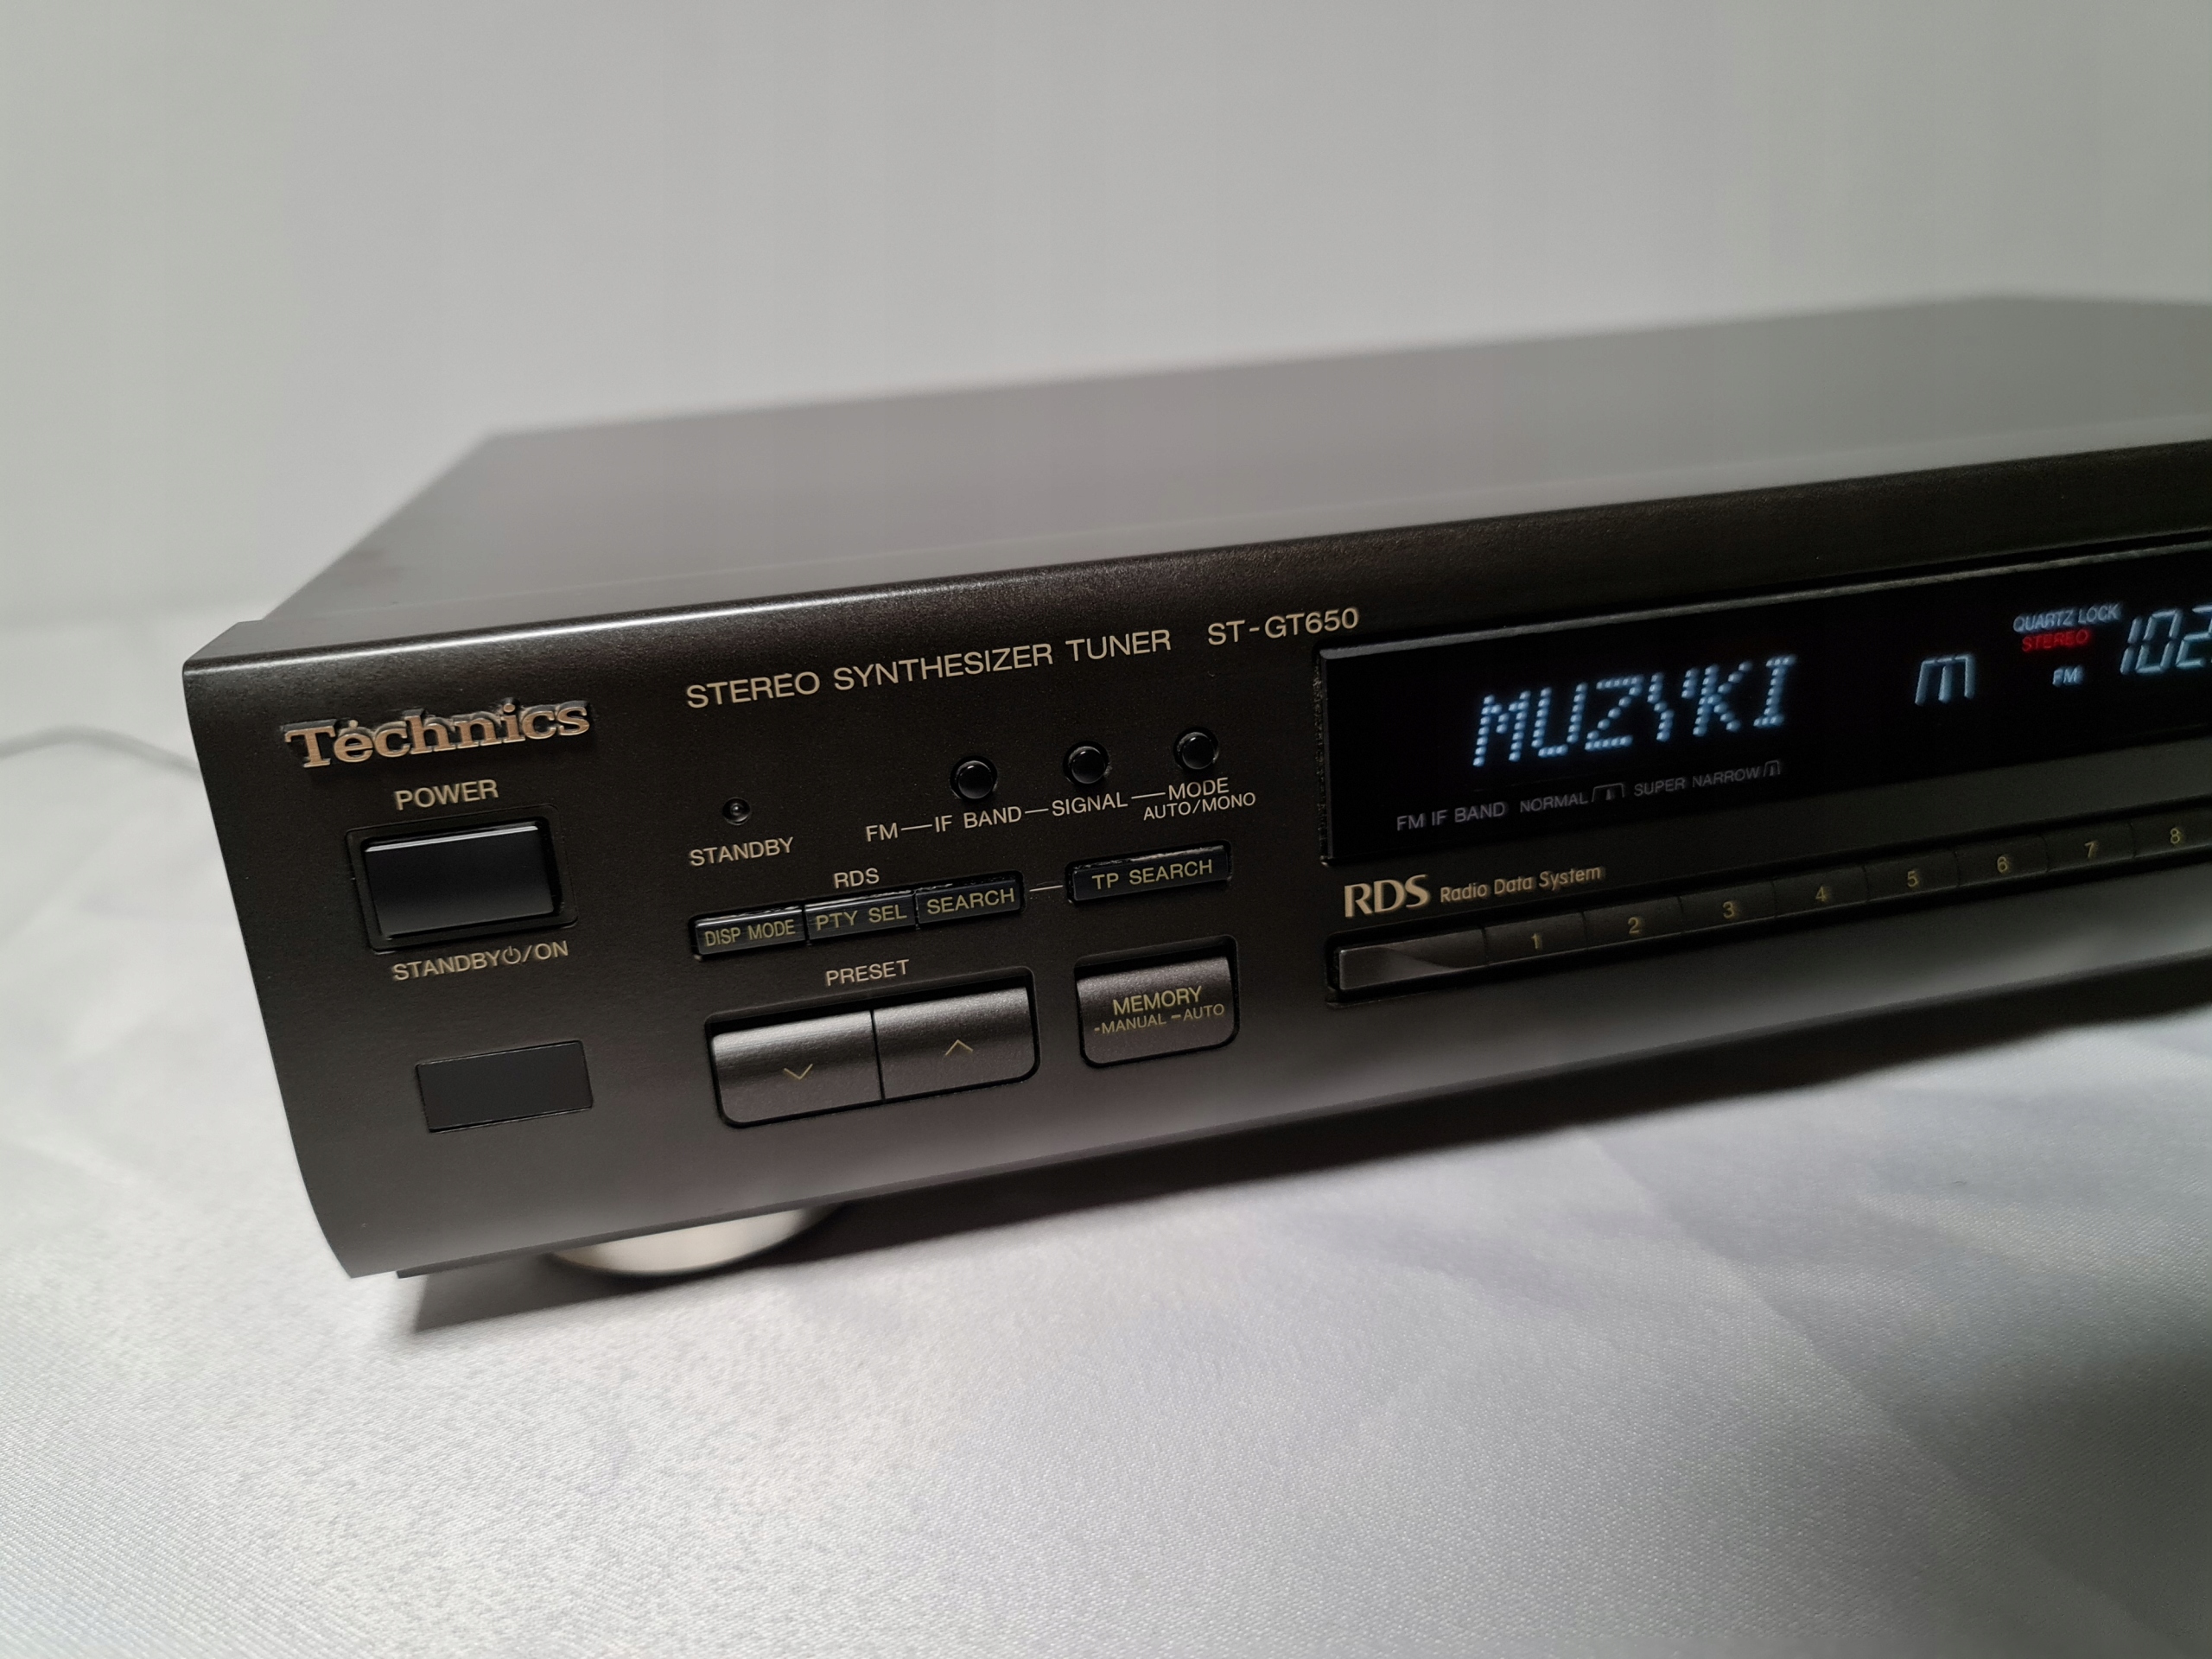 STEREO SYNTHESIZER TUNER ST-GT650
Technics
POWER
STANDBY⏻/ON
STANDBY
FM—IF BAND—SIGNAL—MODE
AUTO/MONO
RDS
DISP MODE
PTY SEL
SEARCH
TP SEARCH
PRESET
MEMORY
-MANUAL —AUTO
MUZYKI
QUARTZ LOCK
STEREO
FM
102
FM IF BAND NORMAL SUPER NARROW
RDS Radio Data System
1 2 3 4 5 6 7 8